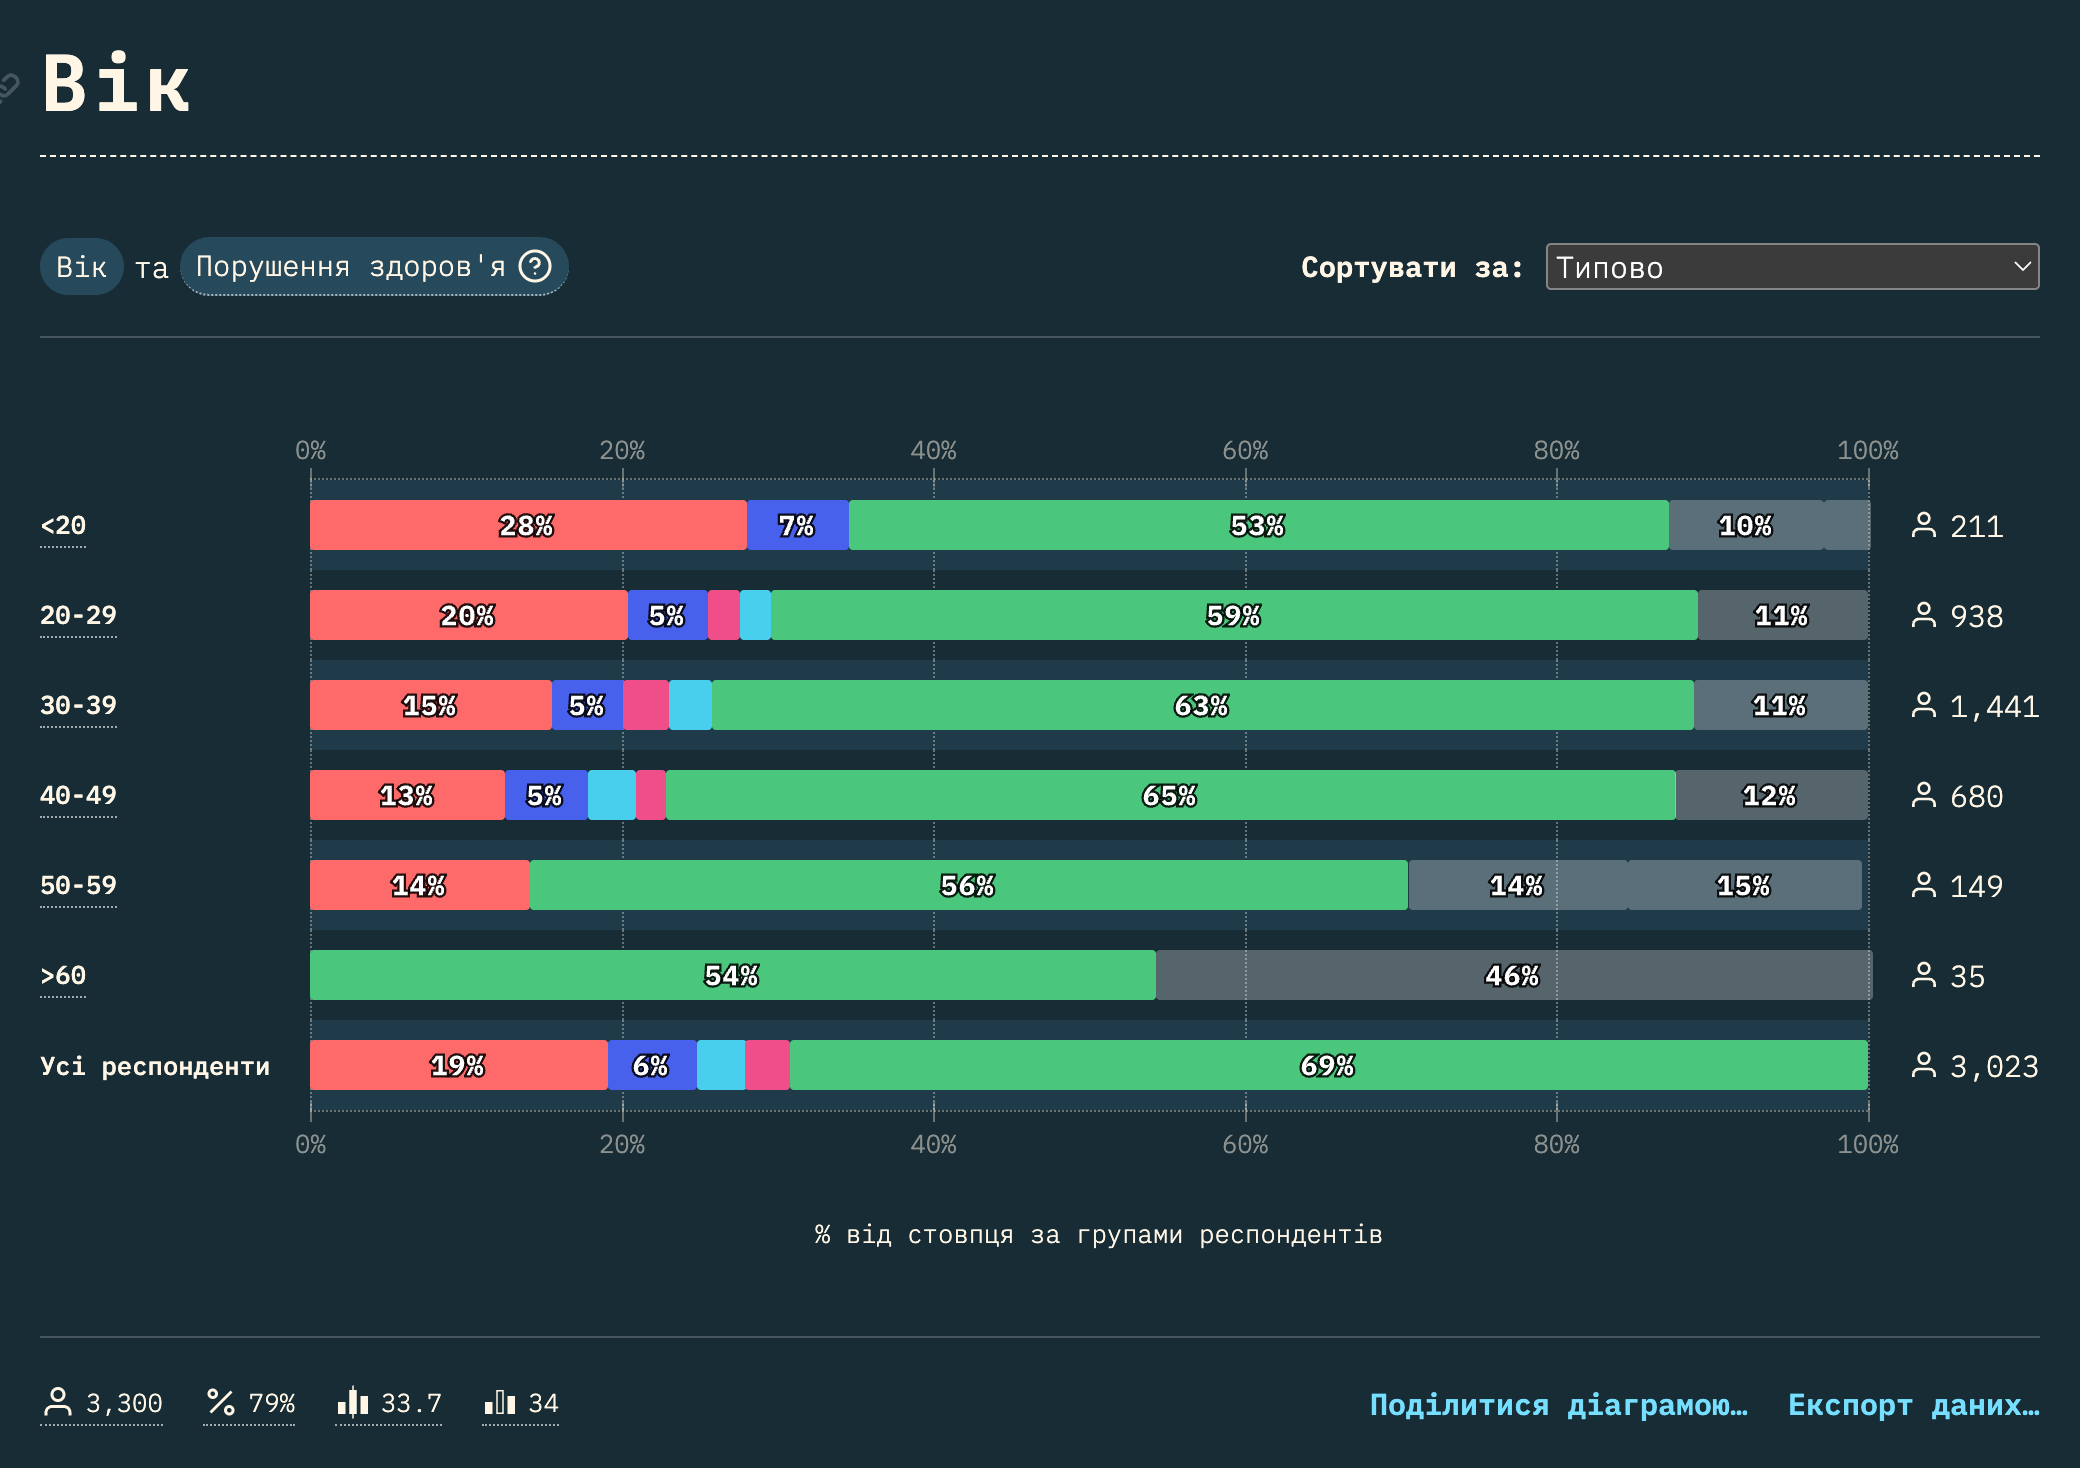 Вік
Вік та Порушення здоров'я Сортувати за: Типово
0% 20% 40% 60% 80% 100%
<20 28% 7% 53% 10% 211
20-29 20% 5% 59% 11% 938
30-39 15% 5% 63% 11% 1,441
40-49 13% 5% 65% 12% 680
50-59 14% 56% 14% 15% 149
>60 54% 46% 35
Усі респонденти 19% 6% 69% 3,023
0% 20% 40% 60% 80% 100%
% від стовпця за групами респондентів
3,300 79% 33.7 34 Поділитися діаграмою… Експорт даних…